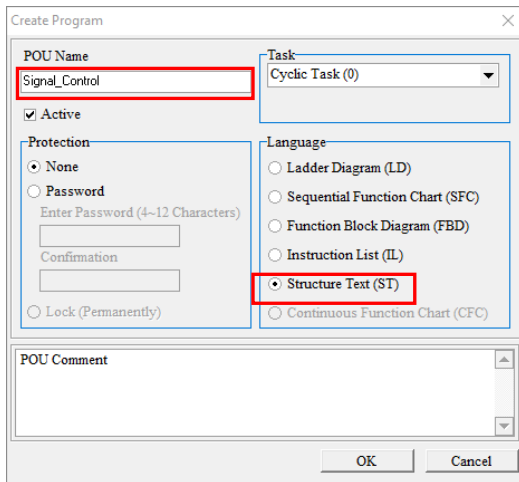 Create Program
POU Name
Signal_Control
Active
Task
Cyclic Task (0)
Protection
None
Password
Enter Password (4~12 Characters)
Confirmation
Lock (Permanently)
Language
Ladder Diagram (LD)
Sequential Function Chart (SFC)
Function Block Diagram (FBD)
Instruction List (IL)
Structure Text (ST)
Continuous Function Chart (CFC)
POU Comment
OK
Cancel